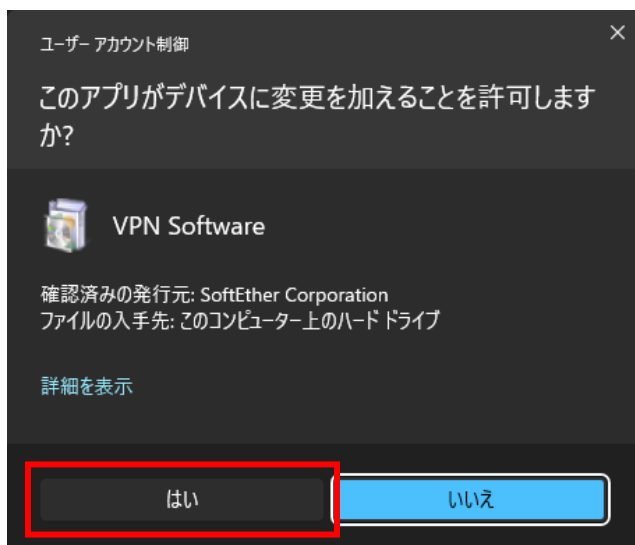 ユーザー アカウント制御
このアプリがデバイスに変更を加えることを許可します
か?
VPN Software
確認済みの発行元: SoftEther Corporation
ファイルの入手先: このコンピューター上のハード ドライブ
詳細を表示
はい
いいえ